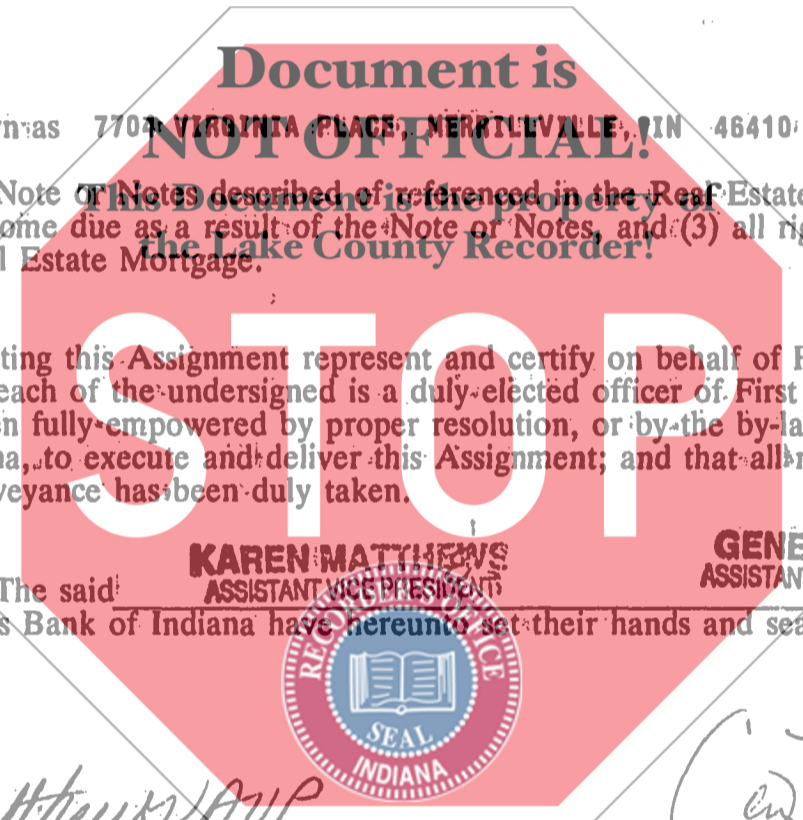 Document is
n as 7701 VIRGINIA PLACE, MERRILLVILLE, IN 46410
NOT OFFICIAL!
Note or Notes described of referenced in the Real Estate
This Document is the property of
ome due as a result of the Note or Notes, and (3) all rig
the Lake County Recorder!
l Estate Mortgage.
STOP
ting this Assignment represent and certify on behalf of F
each of the undersigned is a duly elected officer of First
n fully empowered by proper resolution, or by the by-la
na, to execute and deliver this Assignment; and that all
veyance has been duly taken.
KAREN MATTHEWS GENE
ASSISTANT VICE PRESIDENT ASSISTAN
The said
s Bank of Indiana have hereunto set their hands and sea
RECORDER'S OFFICE
SEAL
INDIANA
AVP